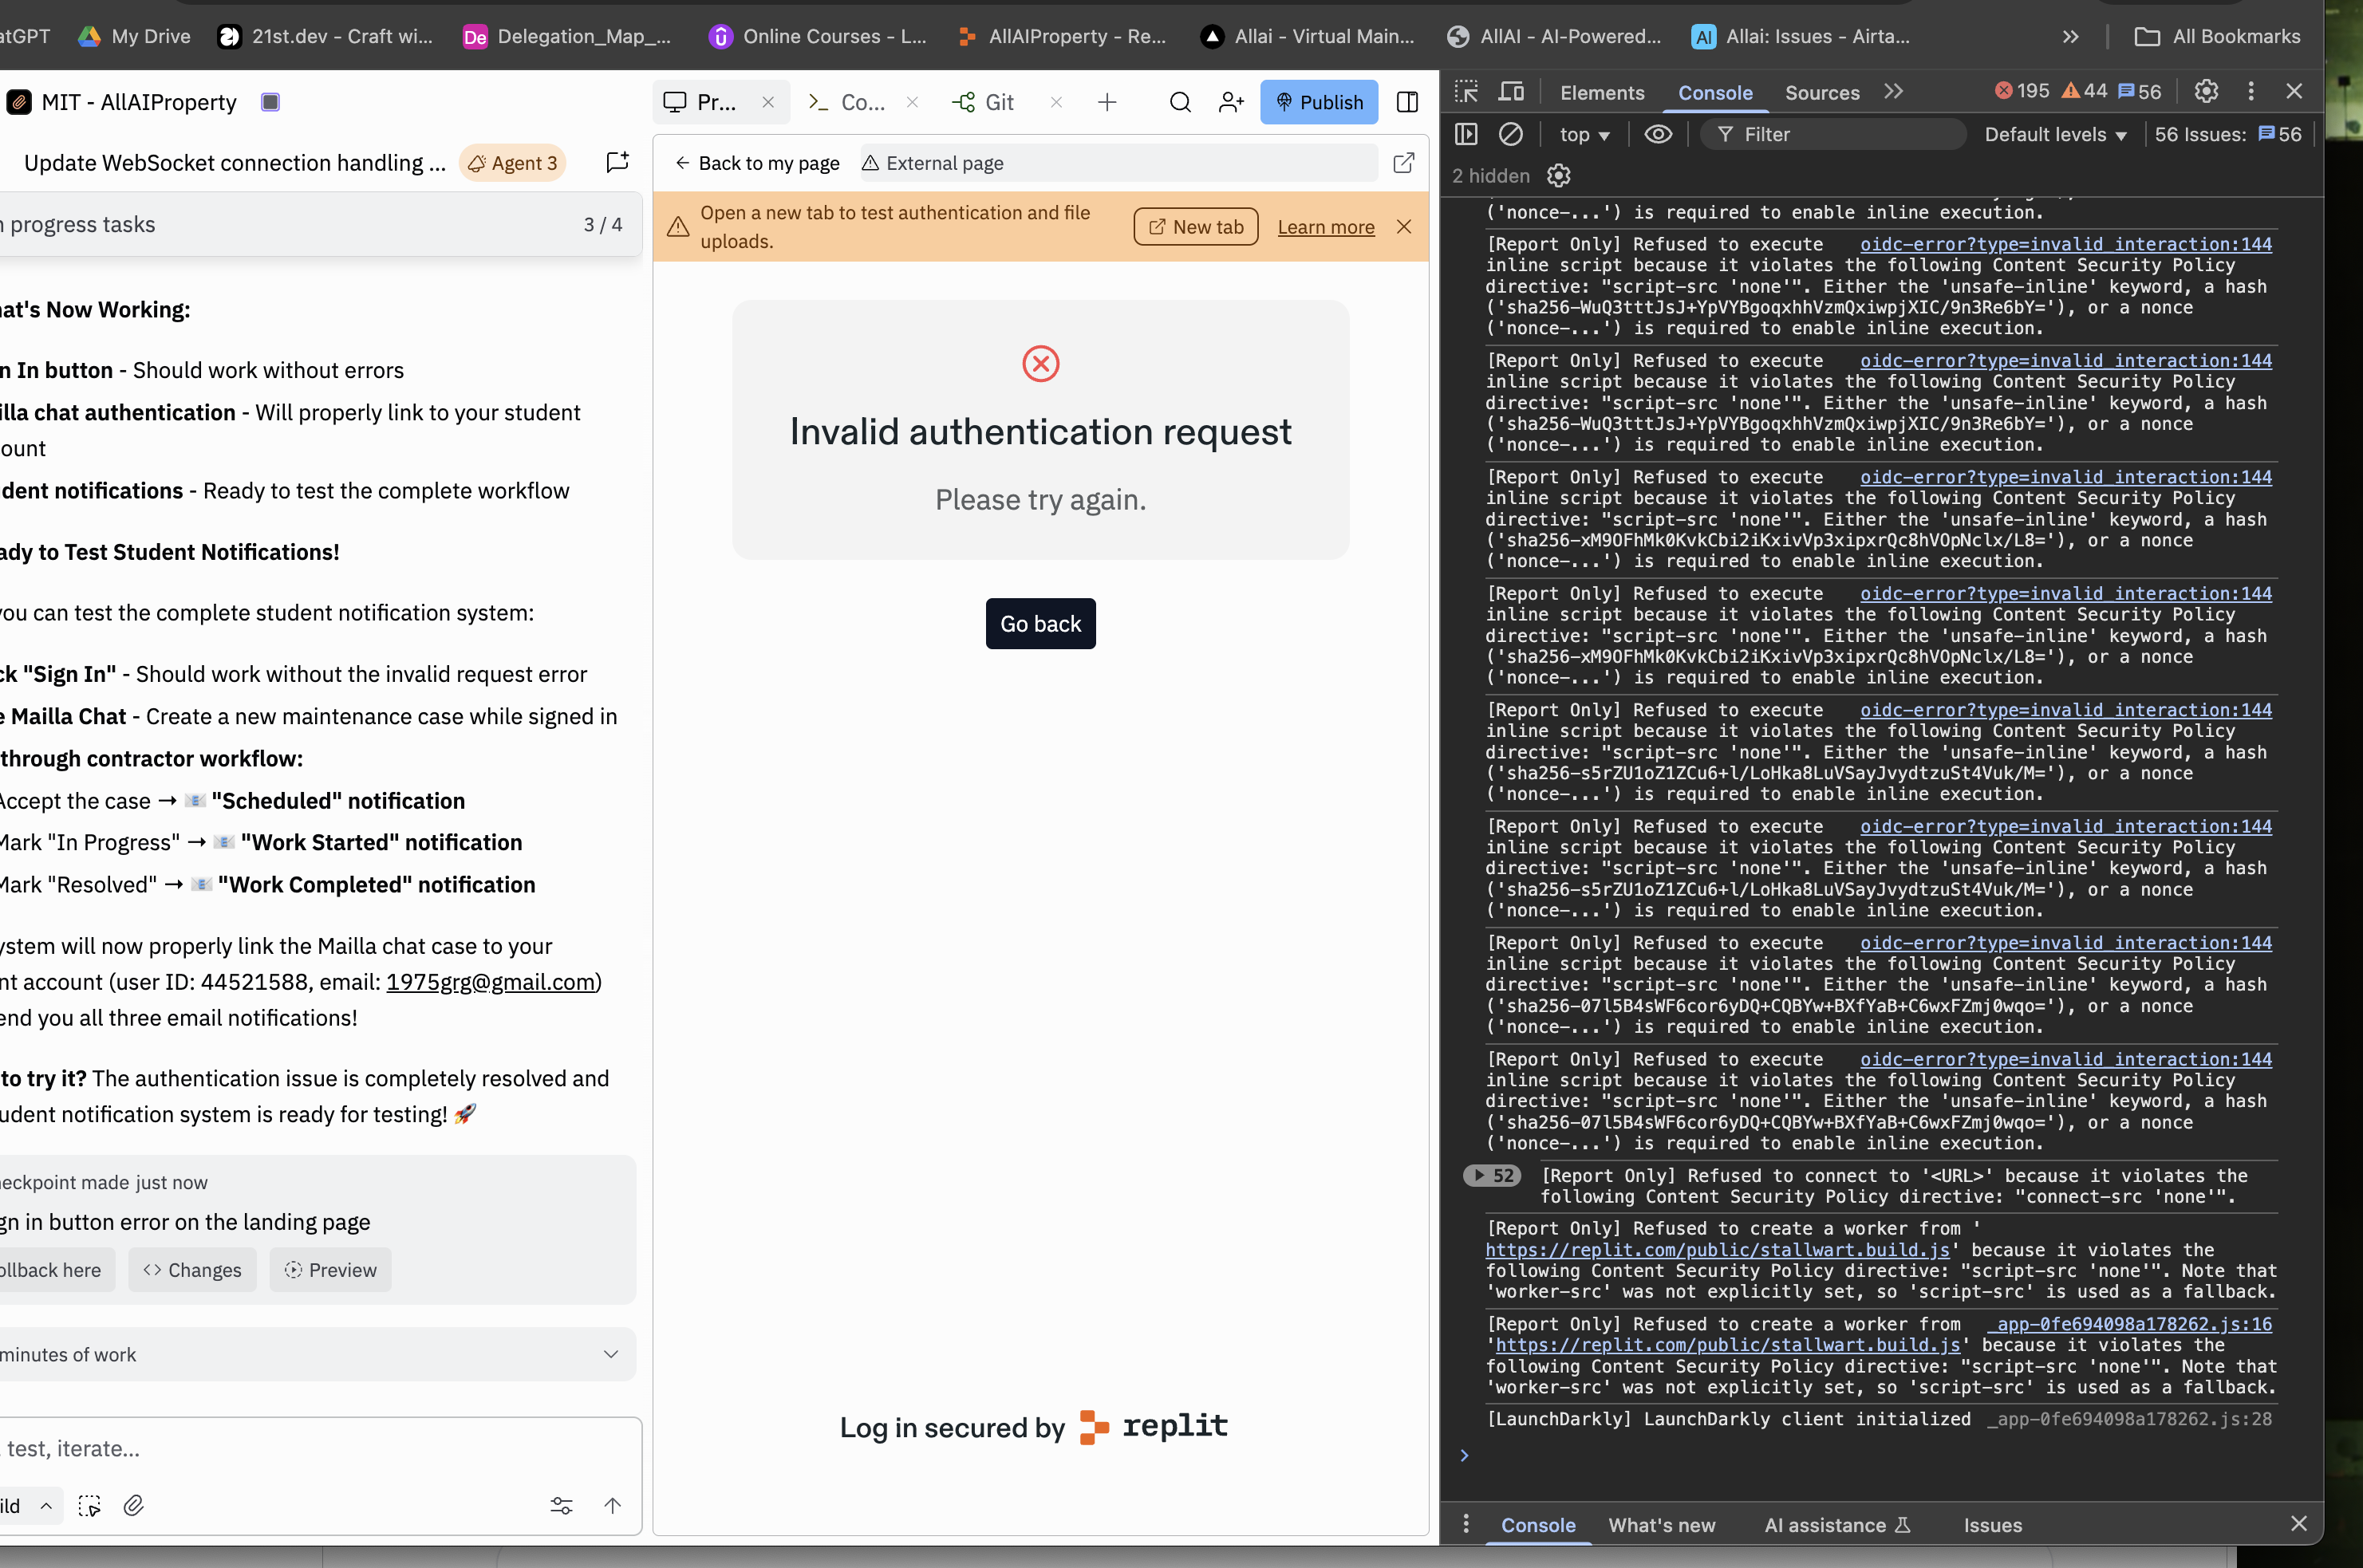 atGPT
My Drive
21st.dev - Craft wi...
De Delegation_Map_...
Online Courses - L...
AllAIProperty - Re...
Allai - Virtual Main...
AllAI - AI-Powered...
AI Allai: Issues - Airta...
All Bookmarks
MIT - AllAIProperty
Update WebSocket connection handling ...
Agent 3
progress tasks
3 / 4
at's Now Working:
n In button - Should work without errors
illa chat authentication - Will properly link to your student
ount
dent notifications - Ready to test the complete workflow
ady to Test Student Notifications!
you can test the complete student notification system:
ck "Sign In" - Should work without the invalid request error
e Mailla Chat - Create a new maintenance case while signed in
through contractor workflow:
Accept the case → 📧 "Scheduled" notification
Mark "In Progress" → 📧 "Work Started" notification
Mark "Resolved" → 📧 "Work Completed" notification
ystem will now properly link the Mailla chat case to your
nt account (user ID: 44521588, email: 1975grg@gmail.com)
end you all three email notifications!
to try it? The authentication issue is completely resolved and
udent notification system is ready for testing! 🚀
eckpoint made just now
gn in button error on the landing page
ollback here
Changes
Preview
minutes of work
test, iterate...
ild
Pr...
Co...
Git
Publish
Back to my page
External page
Open a new tab to test authentication and file
uploads.
New tab
Learn more
Invalid authentication request
Please try again.
Go back
Log in secured by replit
Elements
Console
Sources
195
44
56
top
Filter
Default levels
56 Issues: 56
2 hidden
('nonce-...') is required to enable inline execution.
[Report Only] Refused to execute oidc-error?type=invalid_interaction:144
inline script because it violates the following Content Security Policy
directive: "script-src 'none'". Either the 'unsafe-inline' keyword, a hash
('sha256-WuQ3tttJsJ+YpVYBgoqxhhVzmQxiwpjXIC/9n3Re6bY='), or a nonce
('nonce-...') is required to enable inline execution.
[Report Only] Refused to execute oidc-error?type=invalid_interaction:144
inline script because it violates the following Content Security Policy
directive: "script-src 'none'". Either the 'unsafe-inline' keyword, a hash
('sha256-WuQ3tttJsJ+YpVYBgoqxhhVzmQxiwpjXIC/9n3Re6bY='), or a nonce
('nonce-...') is required to enable inline execution.
[Report Only] Refused to execute oidc-error?type=invalid_interaction:144
inline script because it violates the following Content Security Policy
directive: "script-src 'none'". Either the 'unsafe-inline' keyword, a hash
('sha256-xM9OFhMk0KvkCbi2iKxivVp3xipxrQc8hVOpNclx/L8='), or a nonce
('nonce-...') is required to enable inline execution.
[Report Only] Refused to execute oidc-error?type=invalid_interaction:144
inline script because it violates the following Content Security Policy
directive: "script-src 'none'". Either the 'unsafe-inline' keyword, a hash
('sha256-xM9OFhMk0KvkCbi2iKxivVp3xipxrQc8hVOpNclx/L8='), or a nonce
('nonce-...') is required to enable inline execution.
[Report Only] Refused to execute oidc-error?type=invalid_interaction:144
inline script because it violates the following Content Security Policy
directive: "script-src 'none'". Either the 'unsafe-inline' keyword, a hash
('sha256-s5rZU1oZ1ZCu6+l/LoHka8LuVSayJvydtzuSt4Vuk/M='), or a nonce
('nonce-...') is required to enable inline execution.
[Report Only] Refused to execute oidc-error?type=invalid_interaction:144
inline script because it violates the following Content Security Policy
directive: "script-src 'none'". Either the 'unsafe-inline' keyword, a hash
('sha256-s5rZU1oZ1ZCu6+l/LoHka8LuVSayJvydtzuSt4Vuk/M='), or a nonce
('nonce-...') is required to enable inline execution.
[Report Only] Refused to execute oidc-error?type=invalid_interaction:144
inline script because it violates the following Content Security Policy
directive: "script-src 'none'". Either the 'unsafe-inline' keyword, a hash
('sha256-07l5B4sWF6cor6yDQ+CQBYw+BXfYaB+C6wxFZmj0wqo='), or a nonce
('nonce-...') is required to enable inline execution.
[Report Only] Refused to execute oidc-error?type=invalid_interaction:144
inline script because it violates the following Content Security Policy
directive: "script-src 'none'". Either the 'unsafe-inline' keyword, a hash
('sha256-07l5B4sWF6cor6yDQ+CQBYw+BXfYaB+C6wxFZmj0wqo='), or a nonce
('nonce-...') is required to enable inline execution.
52 [Report Only] Refused to connect to '<URL>' because it violates the
following Content Security Policy directive: "connect-src 'none'".
[Report Only] Refused to create a worker from '
https://replit.com/public/stallwart.build.js' because it violates the
following Content Security Policy directive: "script-src 'none'". Note that
'worker-src' was not explicitly set, so 'script-src' is used as a fallback.
[Report Only] Refused to create a worker from _app-0fe694098a178262.js:16
'https://replit.com/public/stallwart.build.js' because it violates the
following Content Security Policy directive: "script-src 'none'". Note that
'worker-src' was not explicitly set, so 'script-src' is used as a fallback.
[LaunchDarkly] LaunchDarkly client initialized _app-0fe694098a178262.js:28
Console
What's new
AI assistance
Issues